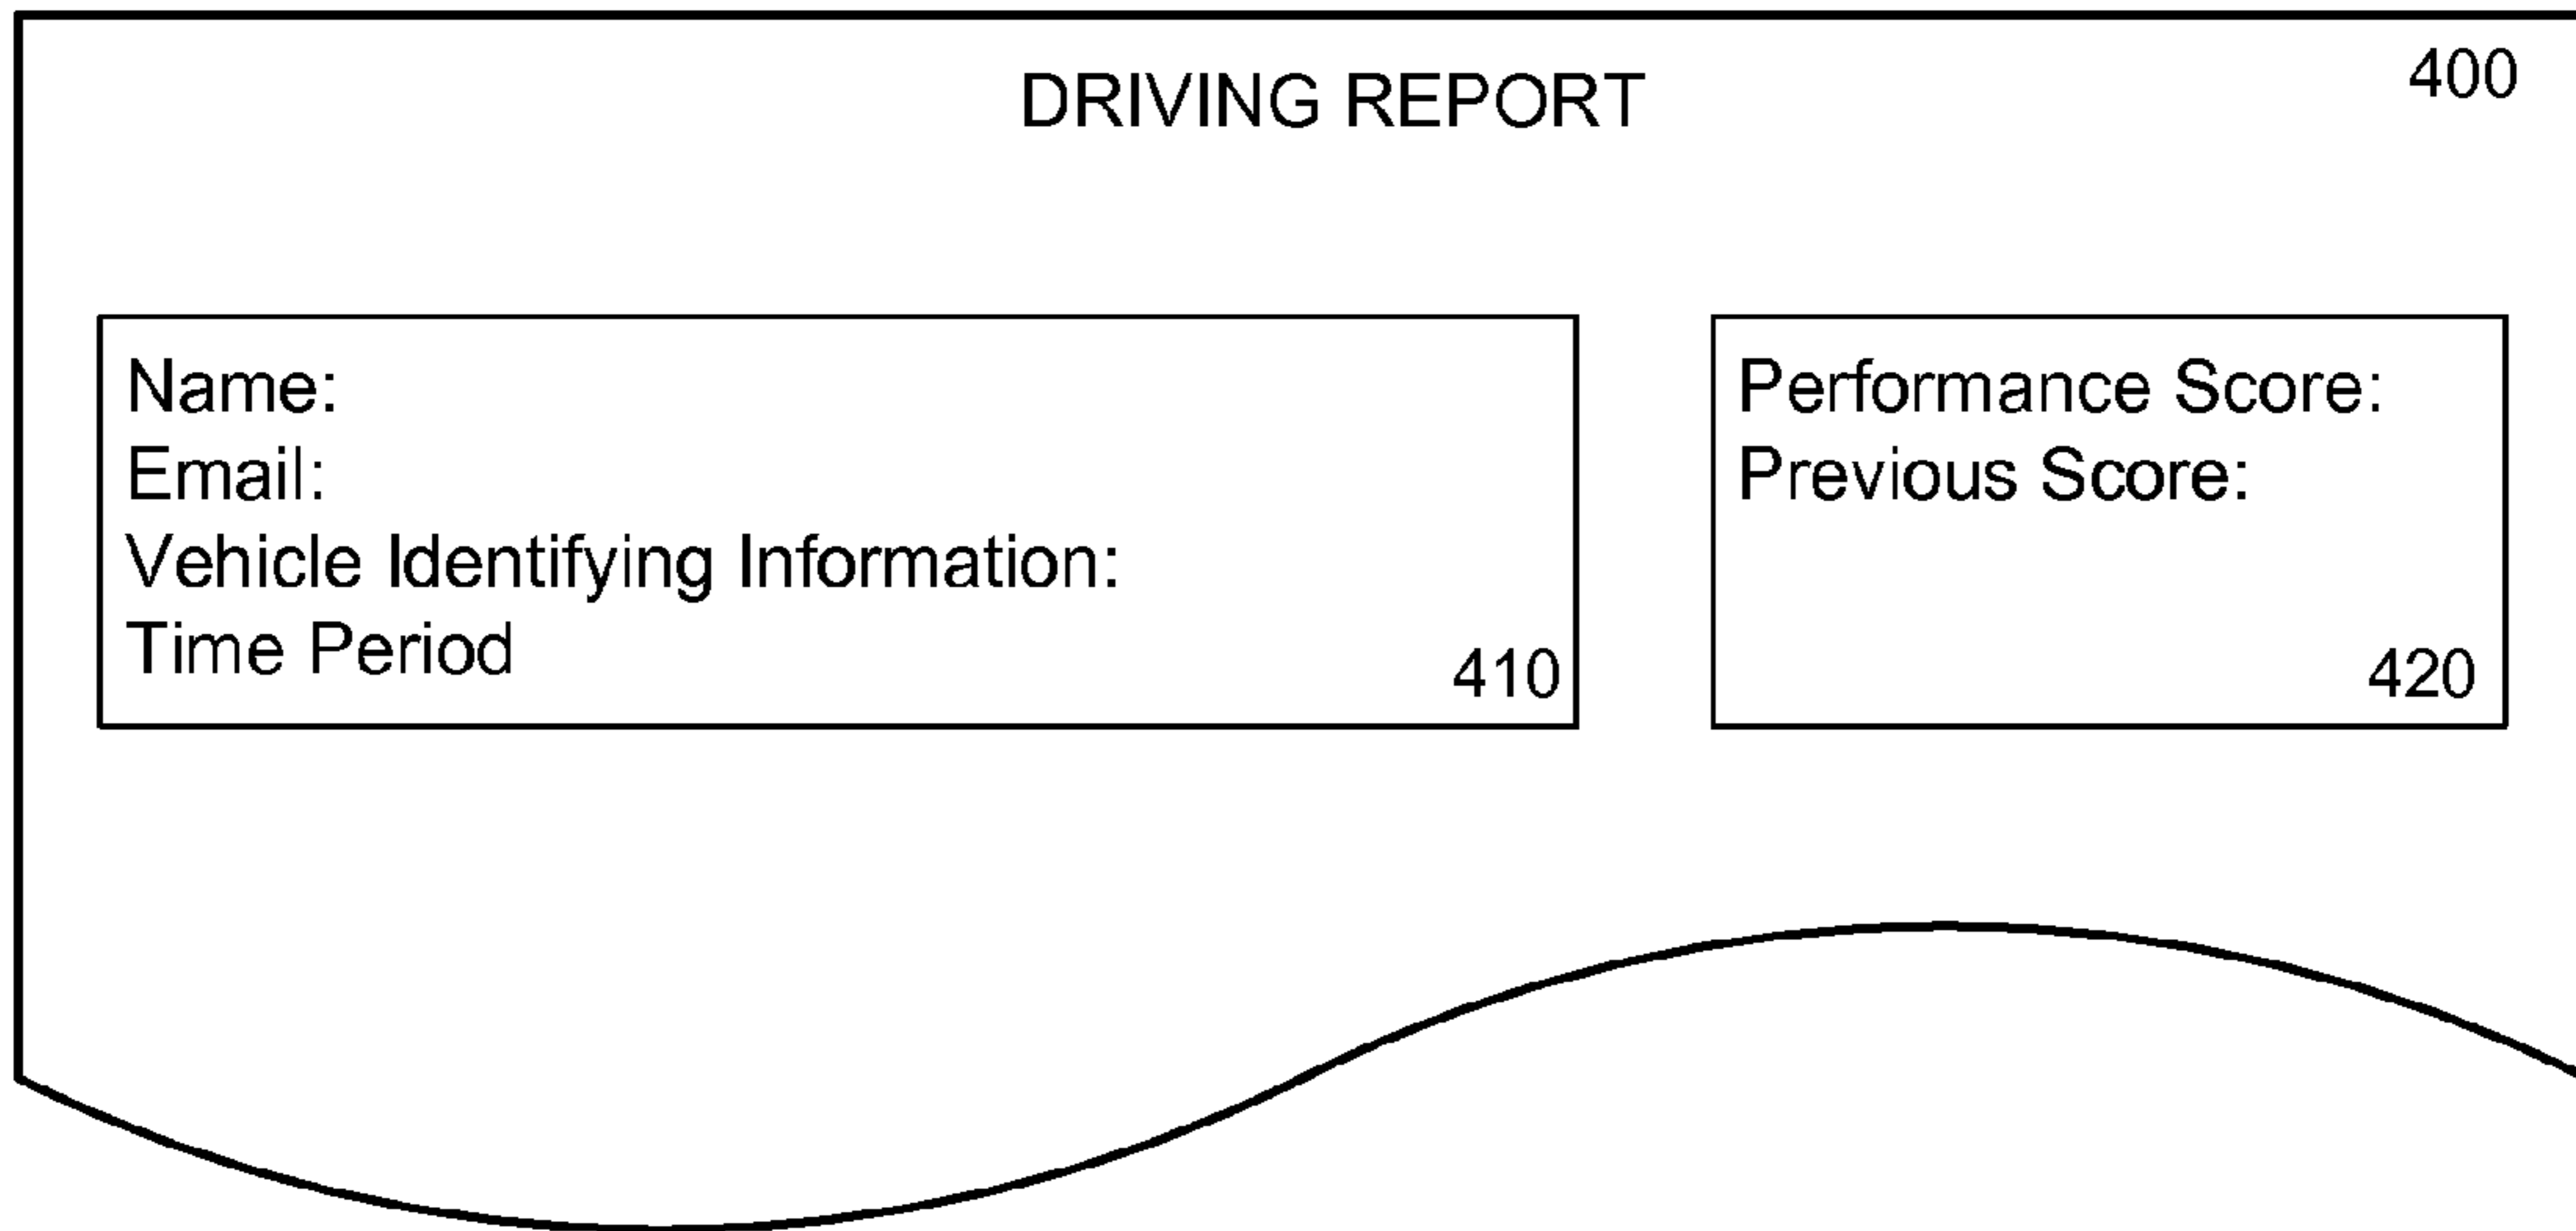 DRIVING REPORT
400
Name:
Email:
Vehicle Identifying Information:
Time Period
410
Performance Score:
Previous Score:
420